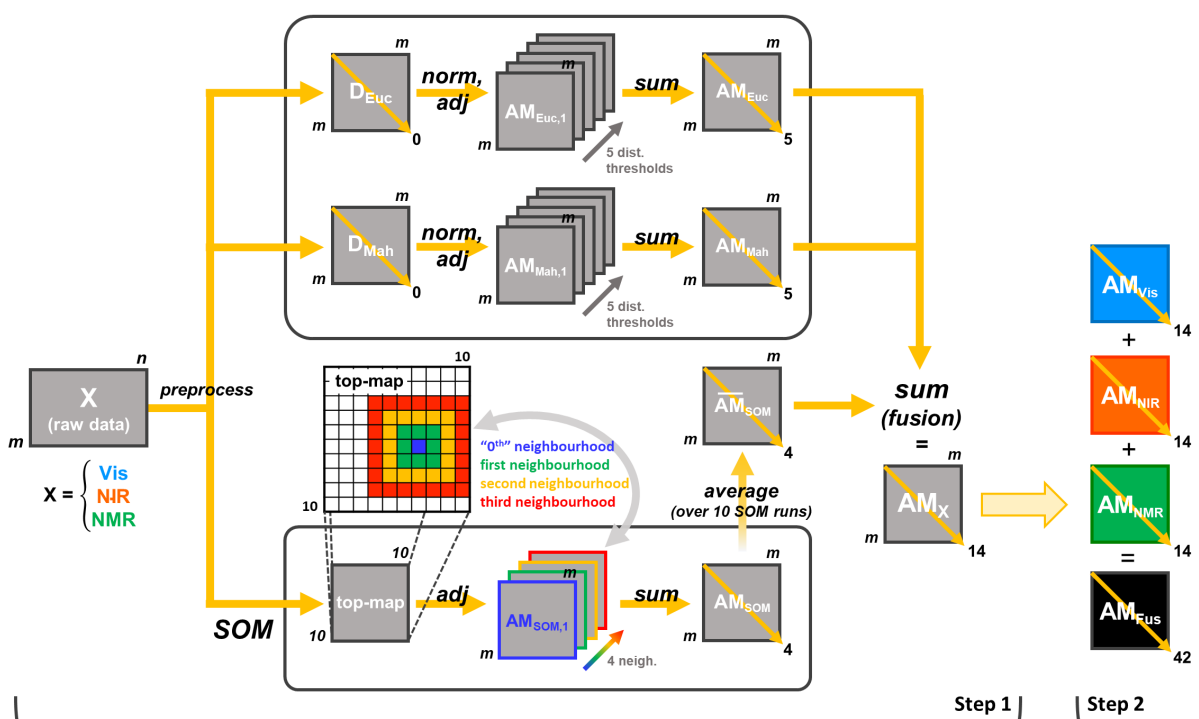 m
D_Euc
m
0
norm,
adj
m
AM_Euc,1
m
5 dist.
thresholds
sum
m
AM_Euc
m
5
m
D_Mah
m
0
norm,
adj
m
AM_Mah,1
m
5 dist.
thresholds
sum
m
AM_Mah
m
5
n
X
(raw data)
m
preprocess
X = {
Vis
NIR
NMR
10
top-map
10
"0th" neighbourhood
first neighbourhood
second neighbourhood
third neighbourhood
SOM
10
top-map
10
adj
m
AM_SOM,1
m
4 neigh.
sum
m
AM_SOM
m
4
average
(over 10 SOM runs)
m
A̅M̅_SOM
m
4
sum
(fusion)
=
m
AM_X
m
14
AM_Vis
14
+
AM_NIR
14
+
AM_NMR
14
=
AM_Fus
42
Step 1
Step 2